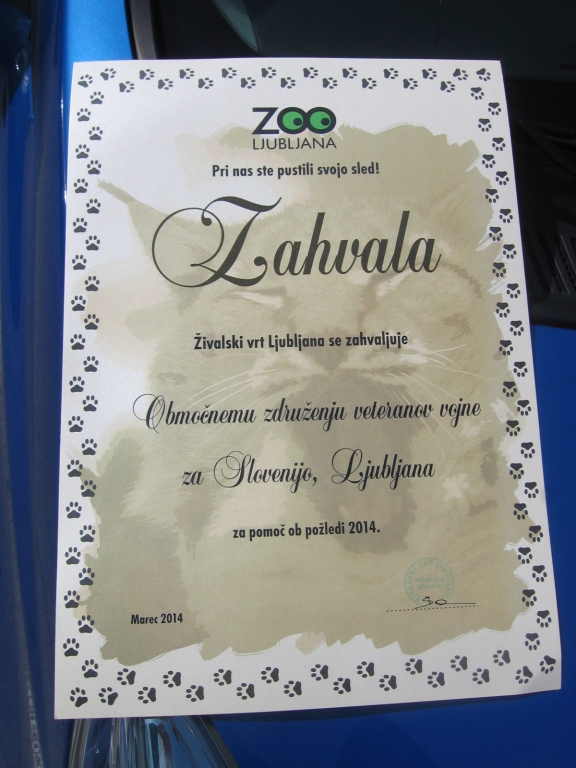 ZOO
LJUBLJANA
Pri nas ste pustili svojo sled!
Zahvala
Živalski vrt Ljubljana se zahvaljuje
Območnemu združenju veteranov vojne
za Slovenijo, Ljubljana
za pomoč ob požledi 2014.
Marec 2014